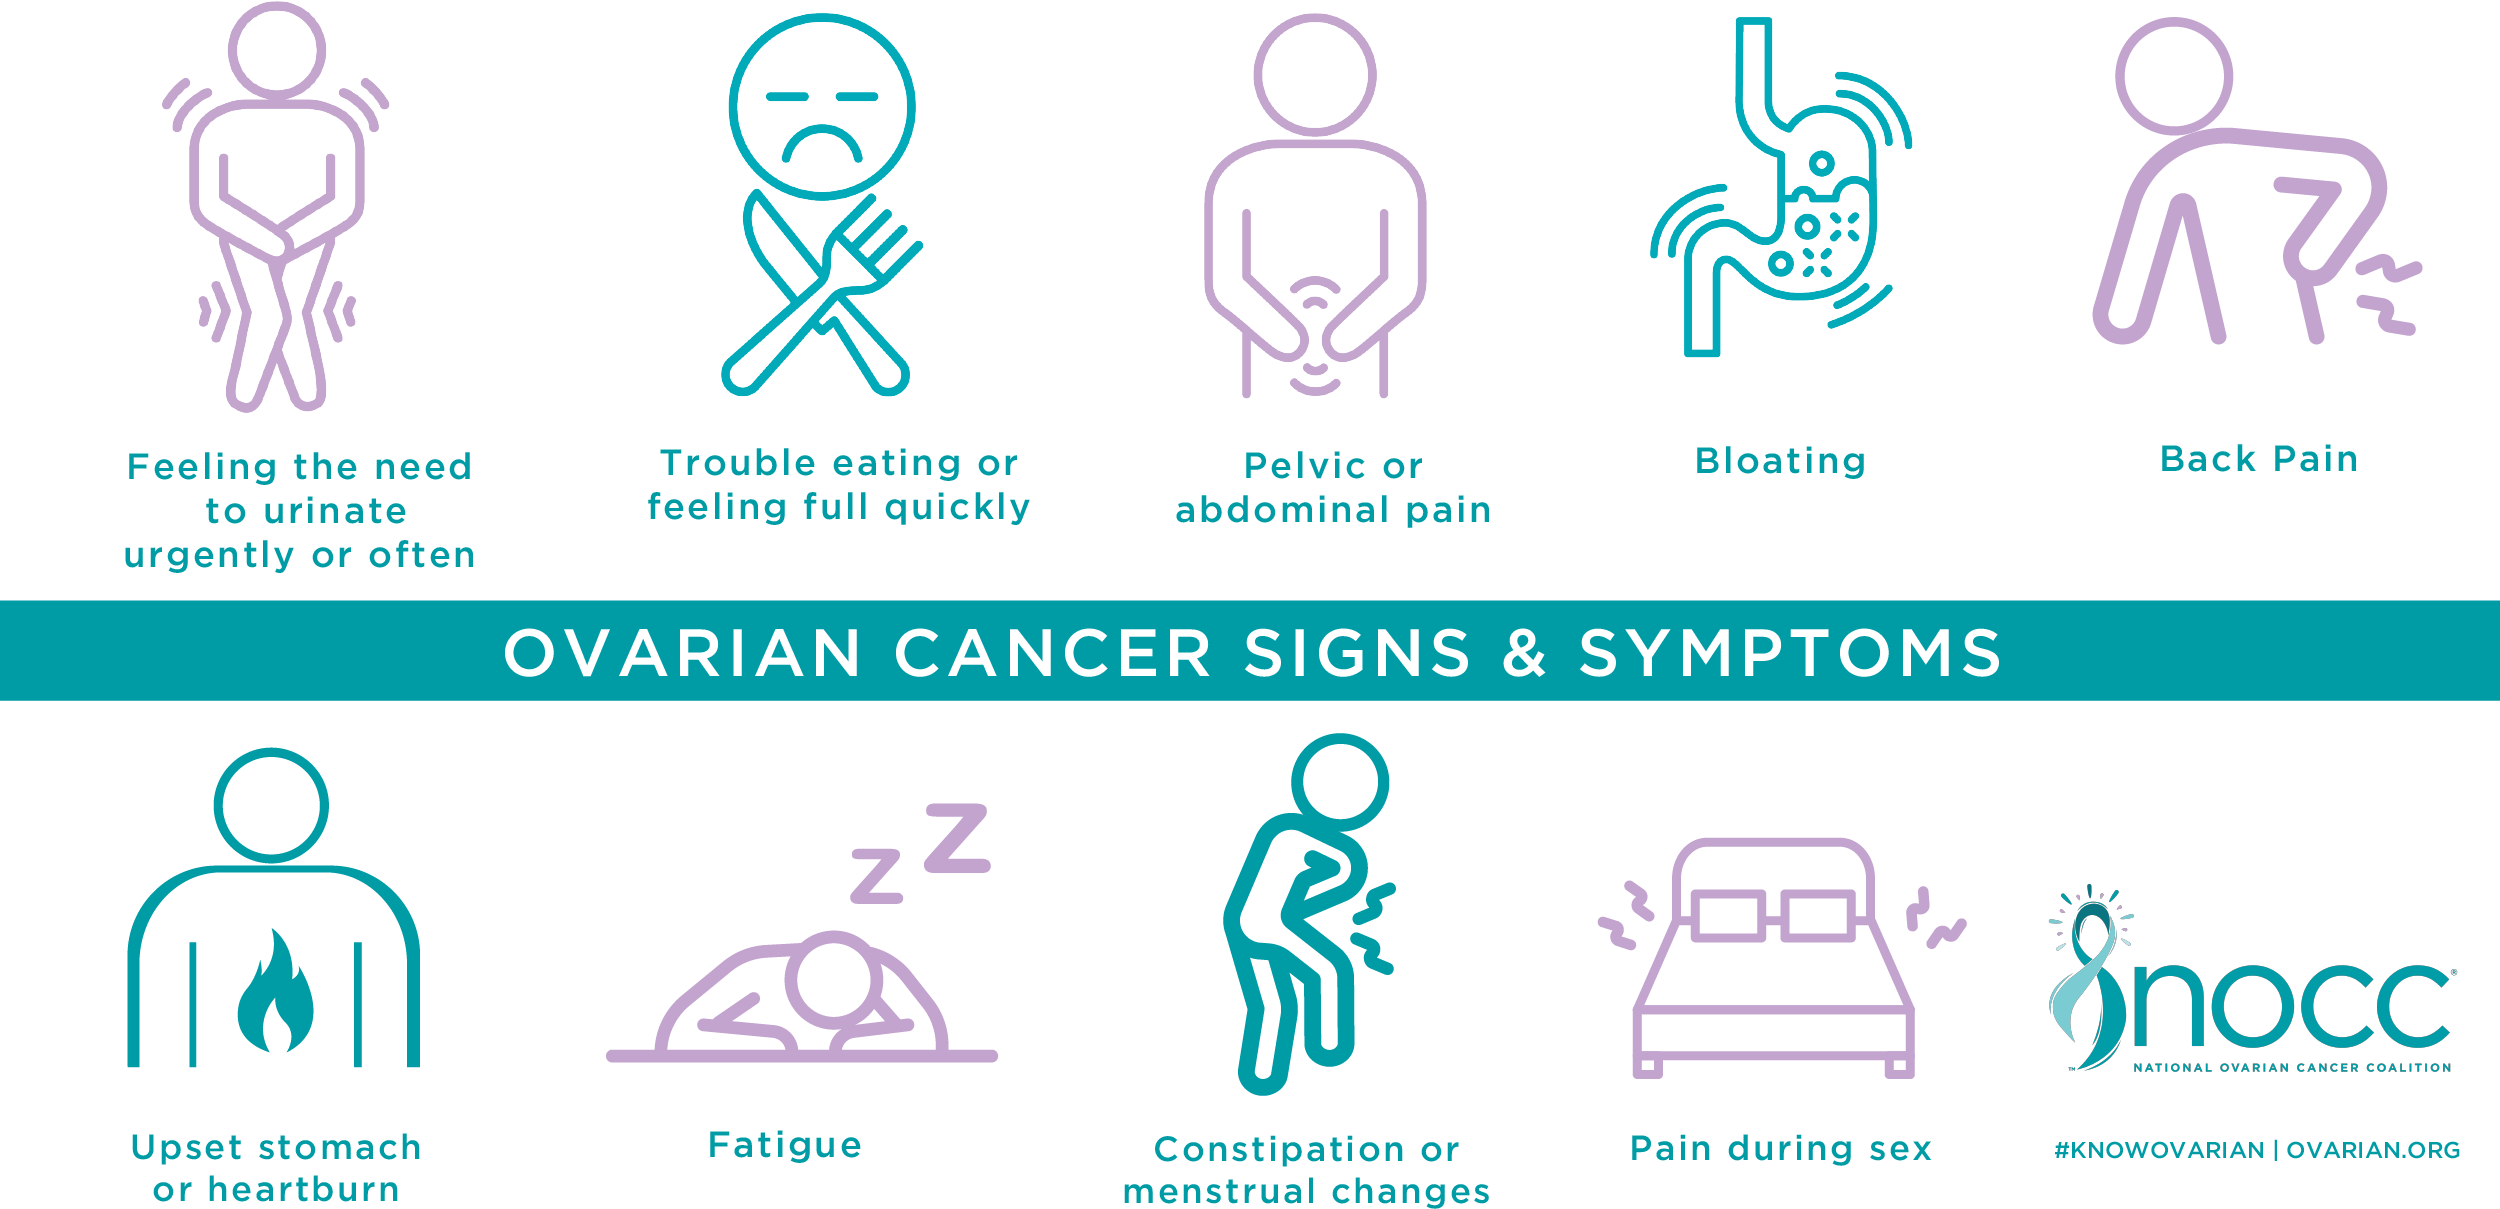 Feeling the need
to urinate
urgently or often
Trouble eating or
feeling full quickly
Pelvic or
abdominal pain
Bloating
Back Pain
OVARIAN CANCER SIGNS & SYMPTOMS
Upset stomach
or heartburn
z z
Fatigue
Constipation or
menstrual changes
Pain during sex
nocc®
™ NATIONAL OVARIAN CANCER COALITION
#KNOWOVARIAN | OVARIAN.ORG